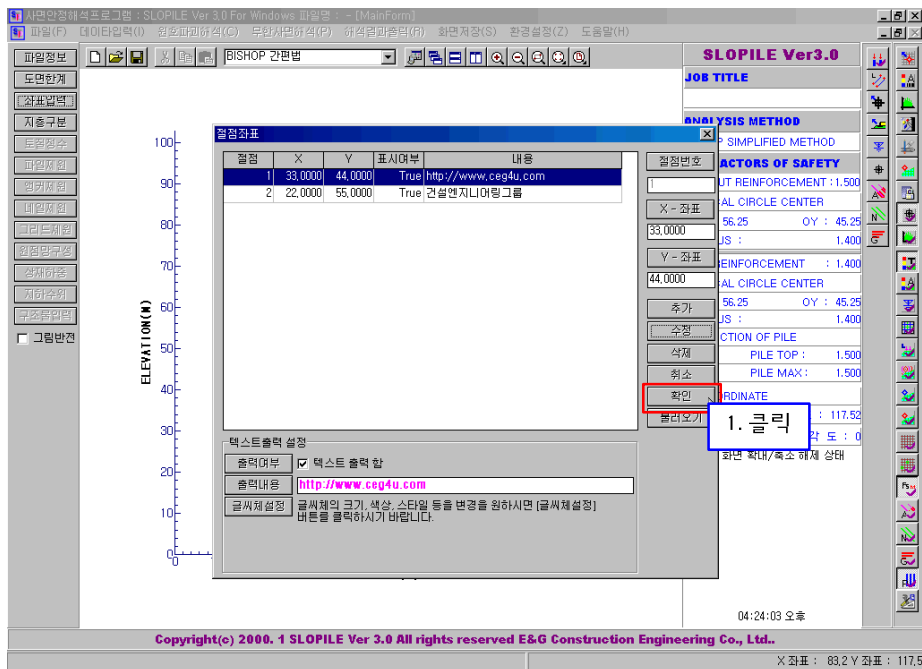 사면안정해석프로그램 : SLOPILE Ver 3.0 For Windows 파일명 : - [MainForm]
파일(F) 데이타입력(I) 원호파괴해석(C) 무한사면해석(P) 해석결과출력(R) 화면저장(S) 환경설정(Z) 도움말(H)
파일정보
도면한계
좌표입력
지층구분
토질정수
파일제원
앵커제원
네일제원
그리드제원
원점망구성
상재하중
지하수위
구조물입력
그림반전
BISHOP 간편법
SLOPILE Ver3.0
JOB TITLE
ANALYSIS METHOD
P SIMPLIFIED METHOD
ACTORS OF SAFETY
UT REINFORCEMENT : 1.500
AL CIRCLE CENTER
56.25 OY : 45.25
US : 1.400
EINFORCEMENT : 1.400
AL CIRCLE CENTER
56.25 OY : 45.25
US : 1.400
CTION OF PILE
PILE TOP : 1.500
PILE MAX : 1.500
RDINATE
: 117.52
각 도 : 0
화면 확대/축소 해제 상태
04:24:03 오후
ELEVATION(M)
100
90
80
70
60
50
40
30
20
10
0
0
절점좌표
절점 X Y 표시여부 내용
1 33,0000 44,0000 True http://www.ceg4u.com
2 22,0000 55,0000 True 건설엔지니어링그룹
절점번호
1
X - 좌표
33,0000
Y - 좌표
44,0000
추가
수정
삭제
취소
확인
불러오기
1. 클릭
텍스트출력 설정
출력여부 텍스트 출력 함
출력내용 http://www.ceg4u.com
글씨체설정 글씨체의 크기, 색상, 스타일 등을 변경을 원하시면 [글씨체설정]
버튼를 클릭하시기 바랍니다.
Copyright(c) 2000. 1 SLOPILE Ver 3.0 All rights reserved E&G Construction Engineering Co., Ltd..
X 좌표 : 83,2 Y 좌표 : 117,5